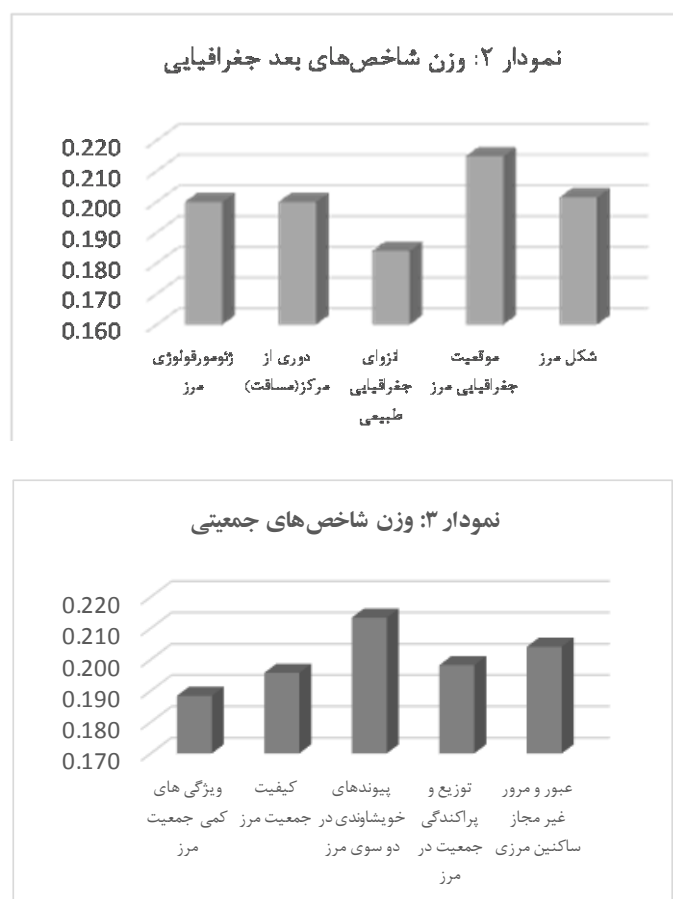 نمودار ۲: وزن شاخص‌های بعد جغرافیایی
0.220
0.210
0.200
0.190
0.180
0.170
0.160
ژئومورفولوژی
مرز
دوری از
مرکز(مسافت)
انزوای
جغرافیایی
طبیعی
موقعیت
جغرافیایی مرز
شکل مرز
نمودار ۳: وزن شاخص‌های جمعیتی
0.220
0.210
0.200
0.190
0.180
0.170
ویژگی های
کمی جمعیت
مرز
کیفیت
جمعیت مرز
پیوندهای
خویشاوندی در
دو سوی مرز
توزیع و
پراکندگی
جمعیت در
مرز
عبور و مرور
غیر مجاز
ساکنین مرزی